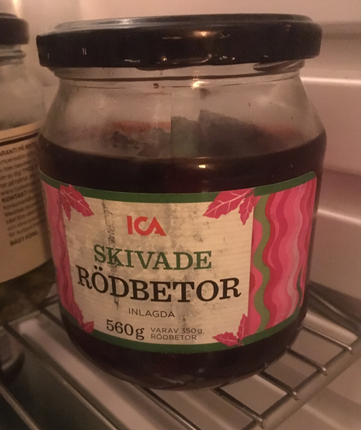 ICA
SKIVADE
RÖDBETOR
INLAGDA
560g VARAV 350g
RÖDBETOR